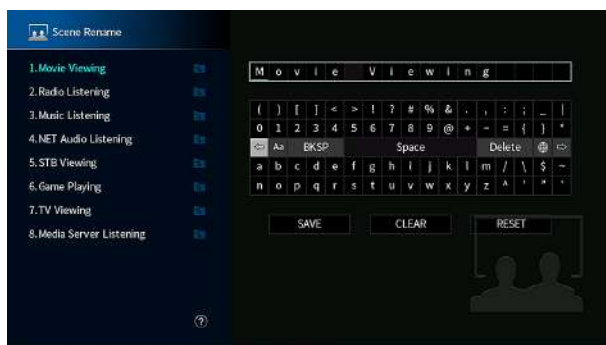 Scene Rename
1.Movie Viewing
2.Radio Listening
3.Music Listening
4.NET Audio Listening
5.STB Viewing
6.Game Playing
7.TV Viewing
8.Media Server Listening
Movie Viewing
( ) [ ] < > ! ? # % & . , : ; _ |
0 1 2 3 4 5 6 7 8 9 @ + - = { } *
⇦ Aa BKSP Space Delete ⇨
a b c d e f g h i j k l m / \ $ ~
n o p q r s t u v w x y z ^ ' " `
SAVE CLEAR RESET
?